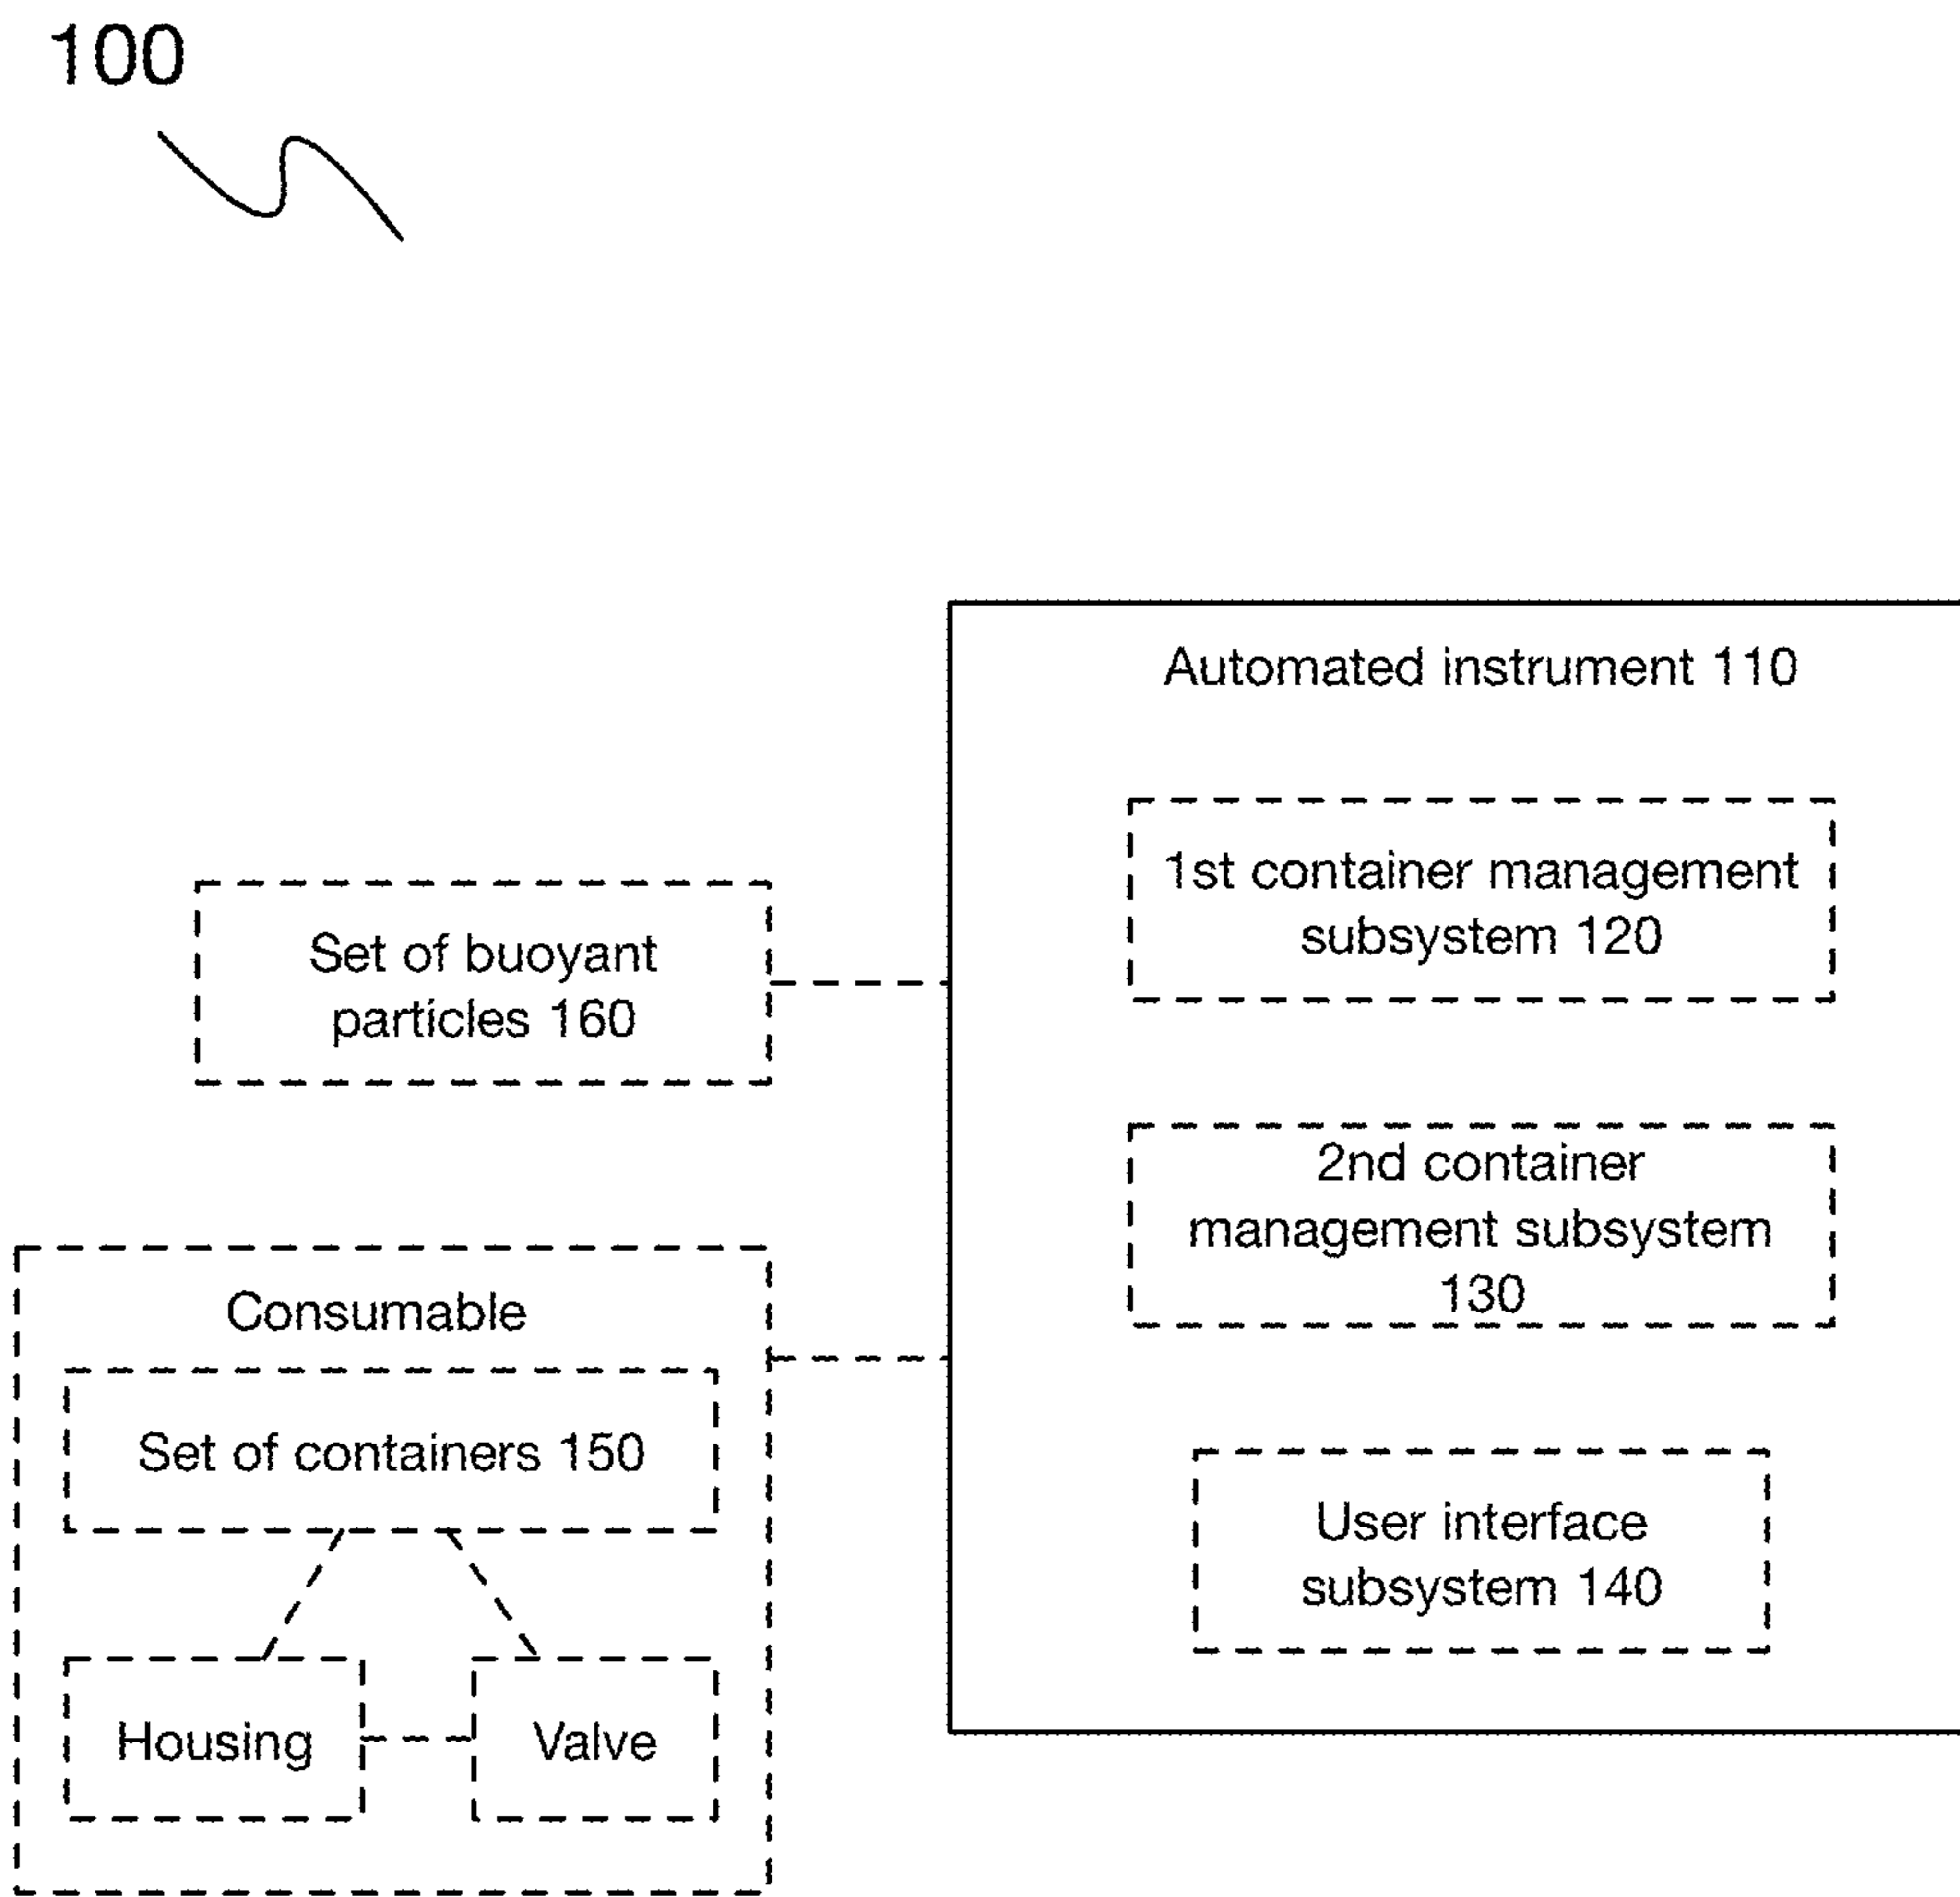 100
Automated instrument 110
1st container management
subsystem 120
Set of buoyant
particles 160
2nd container
management subsystem
130
Consumable
Set of containers 150
User interface
subsystem 140
Housing
Valve